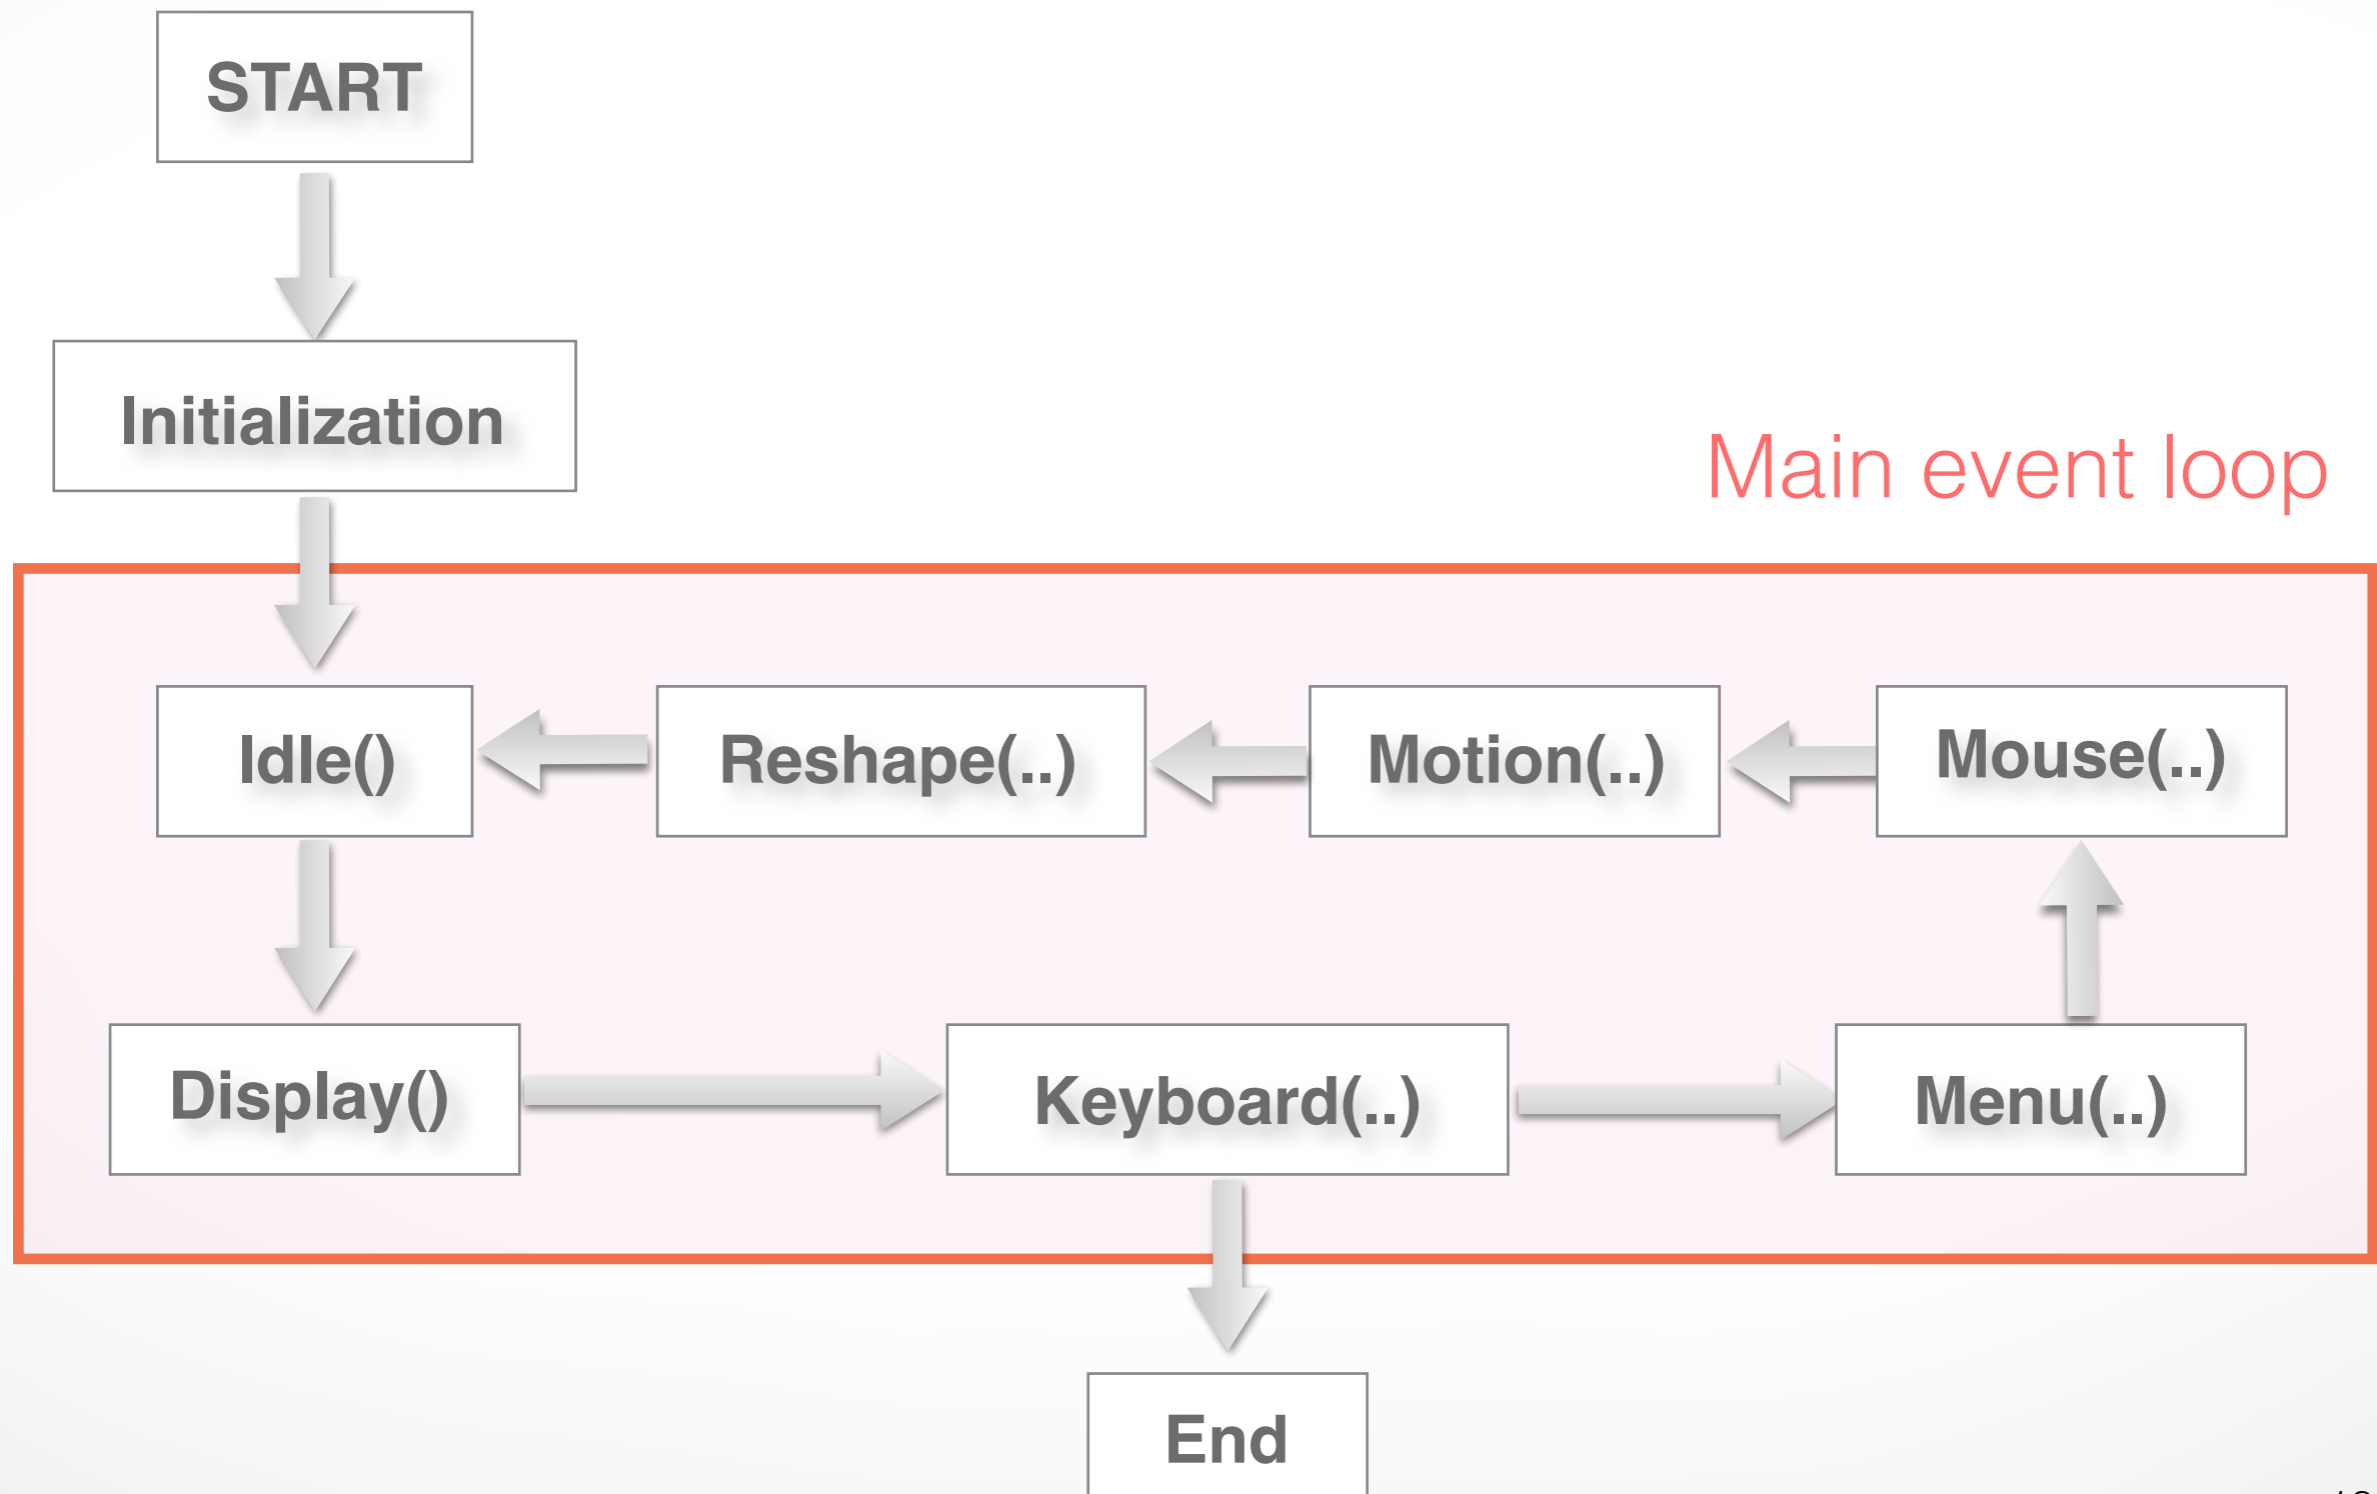 START
Initialization
Main event loop
Idle()
Reshape(..)
Motion(..)
Mouse(..)
Display()
Keyboard(..)
Menu(..)
End